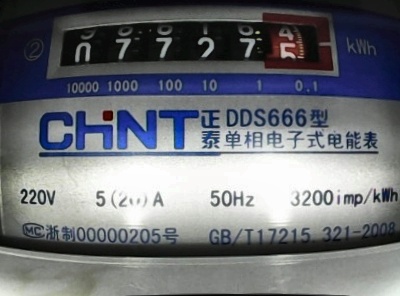 ② 0 7 7 2 7 5 kWh
10000 1000 100 10 1 0.1
CHNT 正泰 DDS666型
单相电子式电能表
220V 5(20)A 50Hz 3200imp/kWh
MC 浙制00000205号 GB/T17215.321-2008